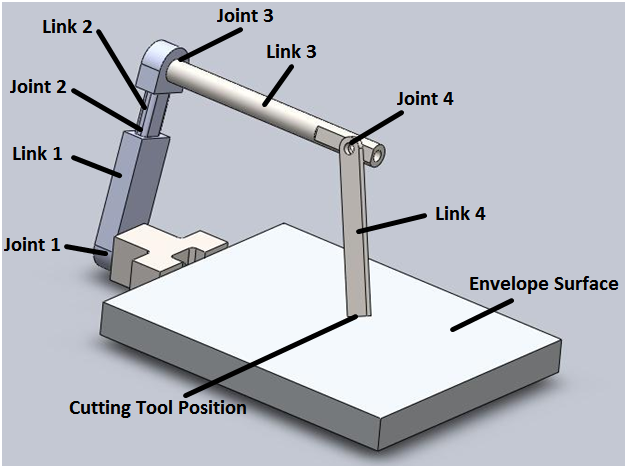 Joint 3
Link 2
Link 3
Joint 2
Joint 4
Link 1
Link 4
Joint 1
Envelope Surface
Cutting Tool Position